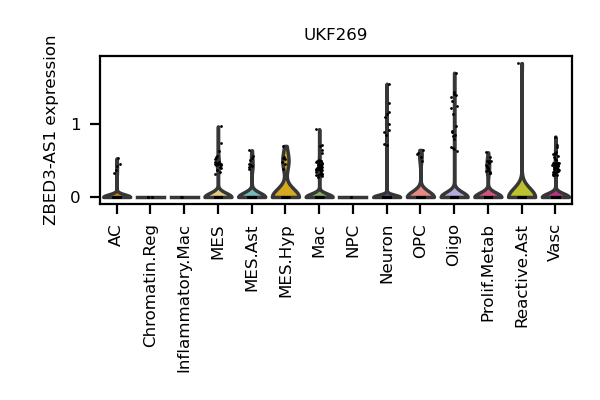 UKF269
ZBED3-AS1 expression
1
0
AC
Chromatin.Reg
Inflammatory.Mac
MES
MES.Ast
MES.Hyp
Mac
NPC
Neuron
OPC
Oligo
Prolif.Metab
Reactive.Ast
Vasc